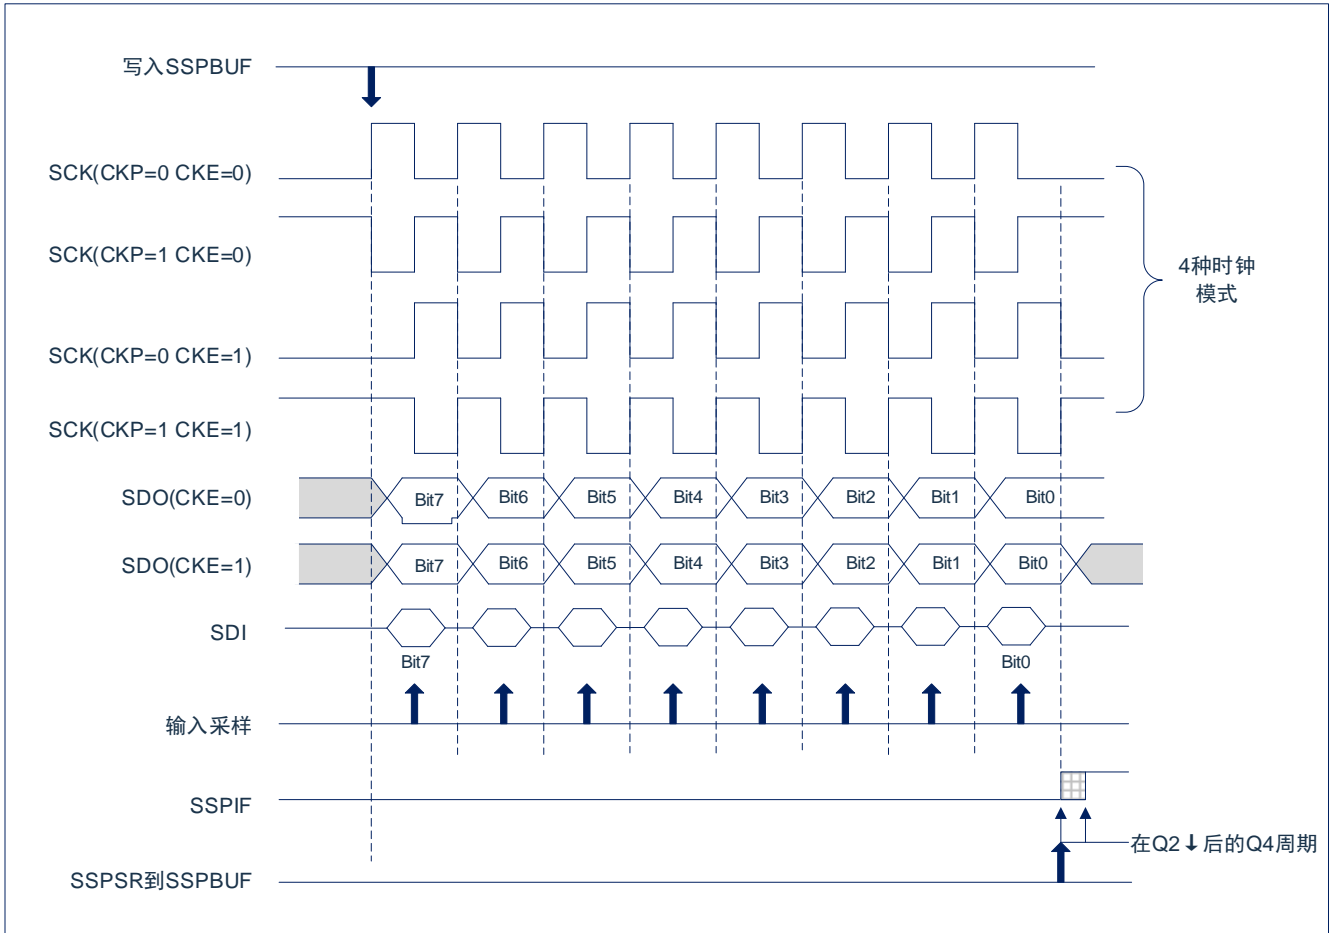 写入SSPBUF
SCK(CKP=0 CKE=0)
SCK(CKP=1 CKE=0)
4种时钟
模式
SCK(CKP=0 CKE=1)
SCK(CKP=1 CKE=1)
SDO(CKE=0) Bit7 Bit6 Bit5 Bit4 Bit3 Bit2 Bit1 Bit0
SDO(CKE=1) Bit7 Bit6 Bit5 Bit4 Bit3 Bit2 Bit1 Bit0
SDI
Bit7 Bit0
输入采样
SSPIF
在Q2↓后的Q4周期
SSPSR到SSPBUF